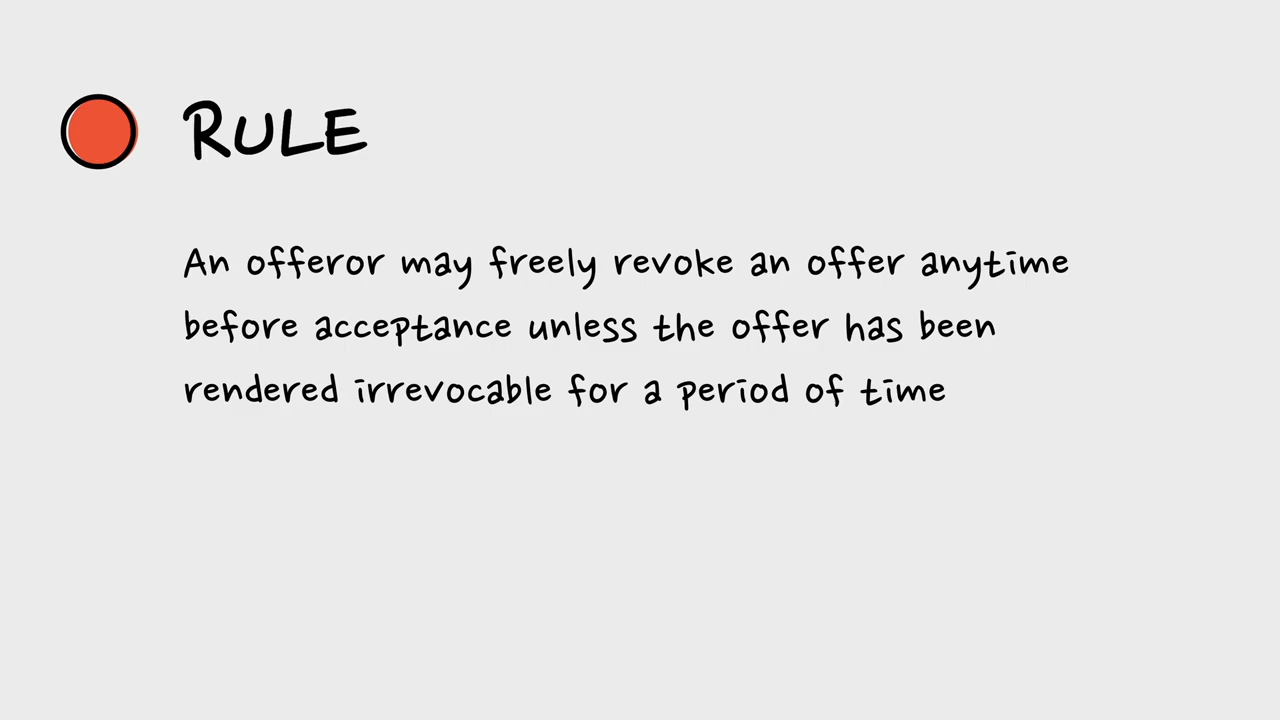 RULE
An offeror may freely revoke an offer anytime
before acceptance unless the offer has been
rendered irrevocable for a period of time